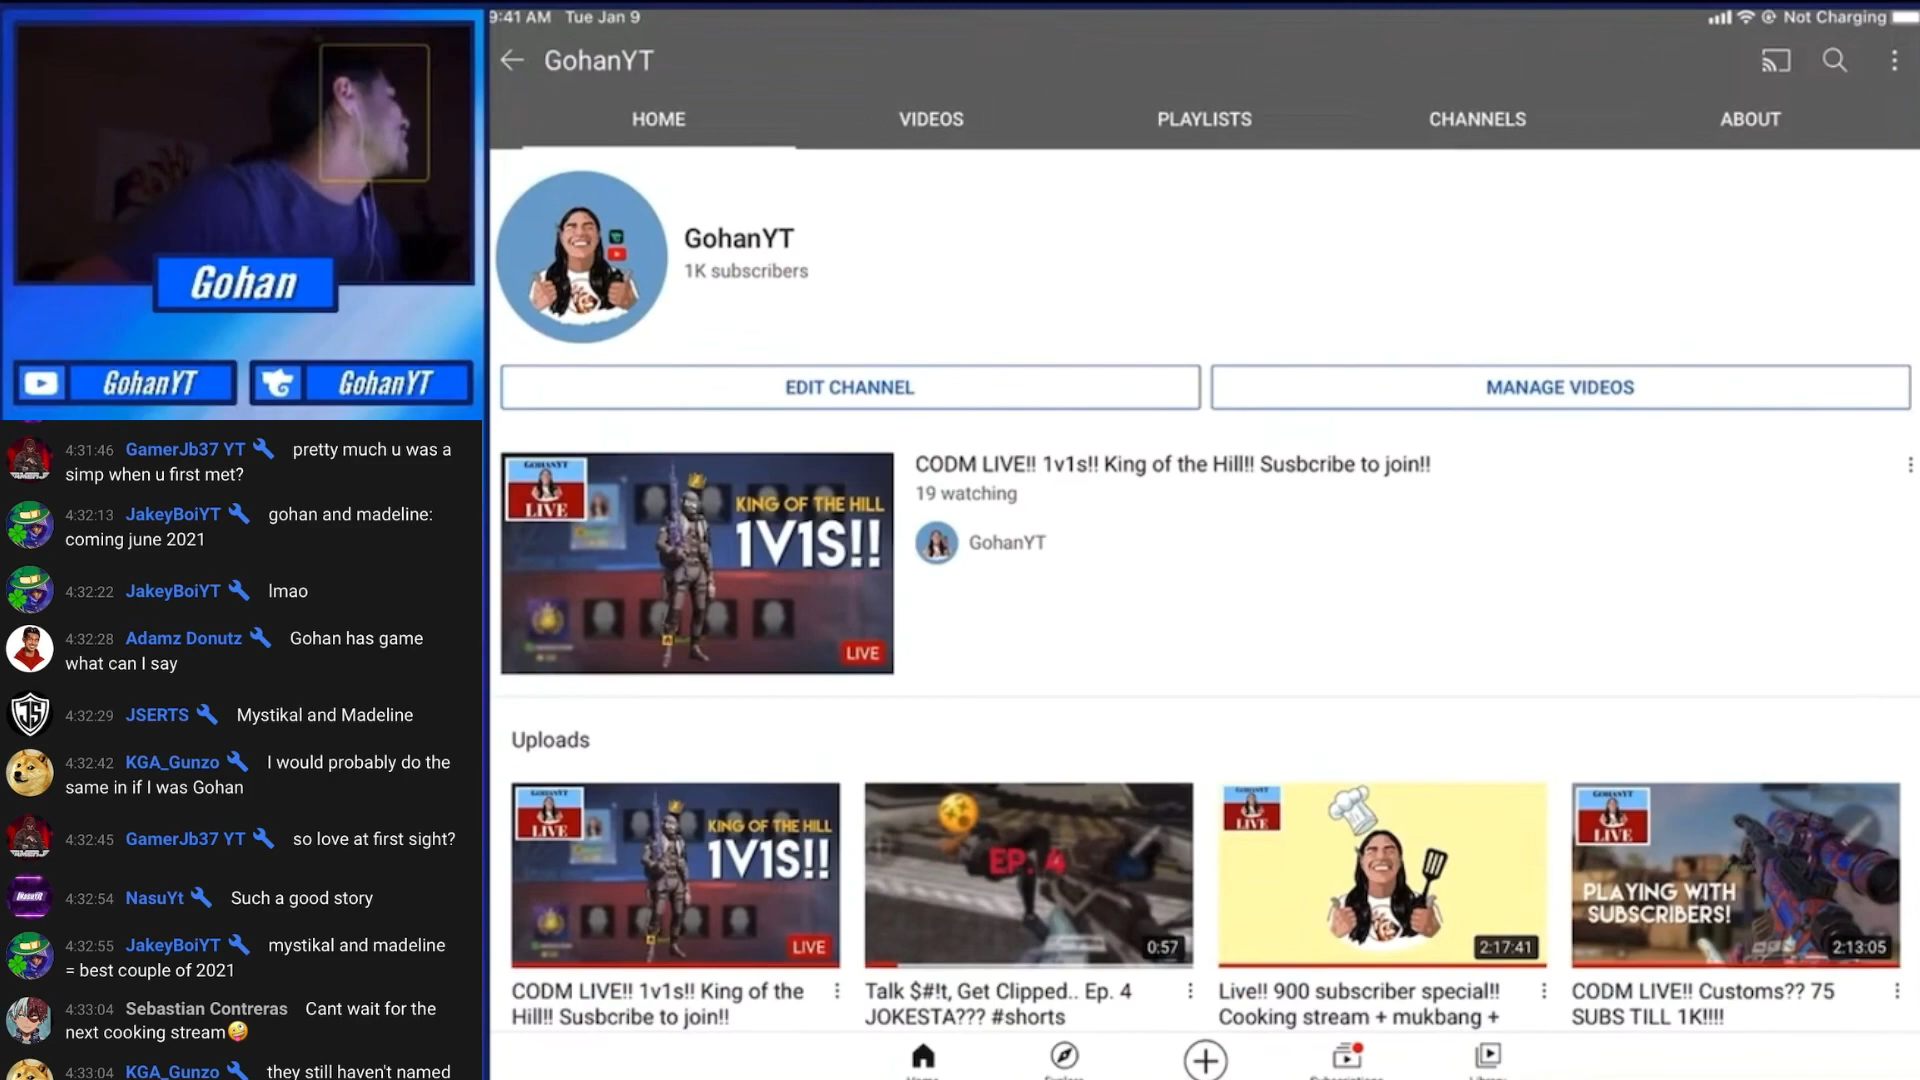 9:41 AM Tue Jan 9
Not Charging
GohanYT
HOME VIDEOS PLAYLISTS CHANNELS ABOUT
GohanYT
1K subscribers
EDIT CHANNEL MANAGE VIDEOS
GOHANYT
LIVE
KING OF THE HILL
1V1S!!
LIVE
CODM LIVE!! 1v1s!! King of the Hill!! Susbcribe to join!!
19 watching
GohanYT
Uploads
GOHANYT
LIVE
KING OF THE HILL
1V1S!!
LIVE
CODM LIVE!! 1v1s!! King of the
Hill!! Susbcribe to join!!
EP. 4
0:57
Talk $#!t, Get Clipped.. Ep. 4
JOKESTA??? #shorts
GOHANYT
LIVE
2:17:41
Live!! 900 subscriber special!!
Cooking stream + mukbang +
GOHANYT
LIVE
PLAYING WITH
SUBSCRIBERS!
2:13:05
CODM LIVE!! Customs?? 75
SUBS TILL 1K!!!!
Gohan
GohanYT GohanYT
4:31:46 GamerJb37 YT pretty much u was a
simp when u first met?
4:32:13 JakeyBoiYT gohan and madeline:
coming june 2021
4:32:22 JakeyBoiYT lmao
4:32:28 Adamz Donutz Gohan has game
what can I say
JS
4:32:29 JSERTS Mystikal and Madeline
4:32:42 KGA_Gunzo I would probably do the
same in if I was Gohan
4:32:45 GamerJb37 YT so love at first sight?
4:32:54 NasuYt Such a good story
4:32:55 JakeyBoiYT mystikal and madeline
= best couple of 2021
4:33:04 Sebastian Contreras Cant wait for the
next cooking stream🤪
4:33:04 KGA_Gunzo they still haven't named